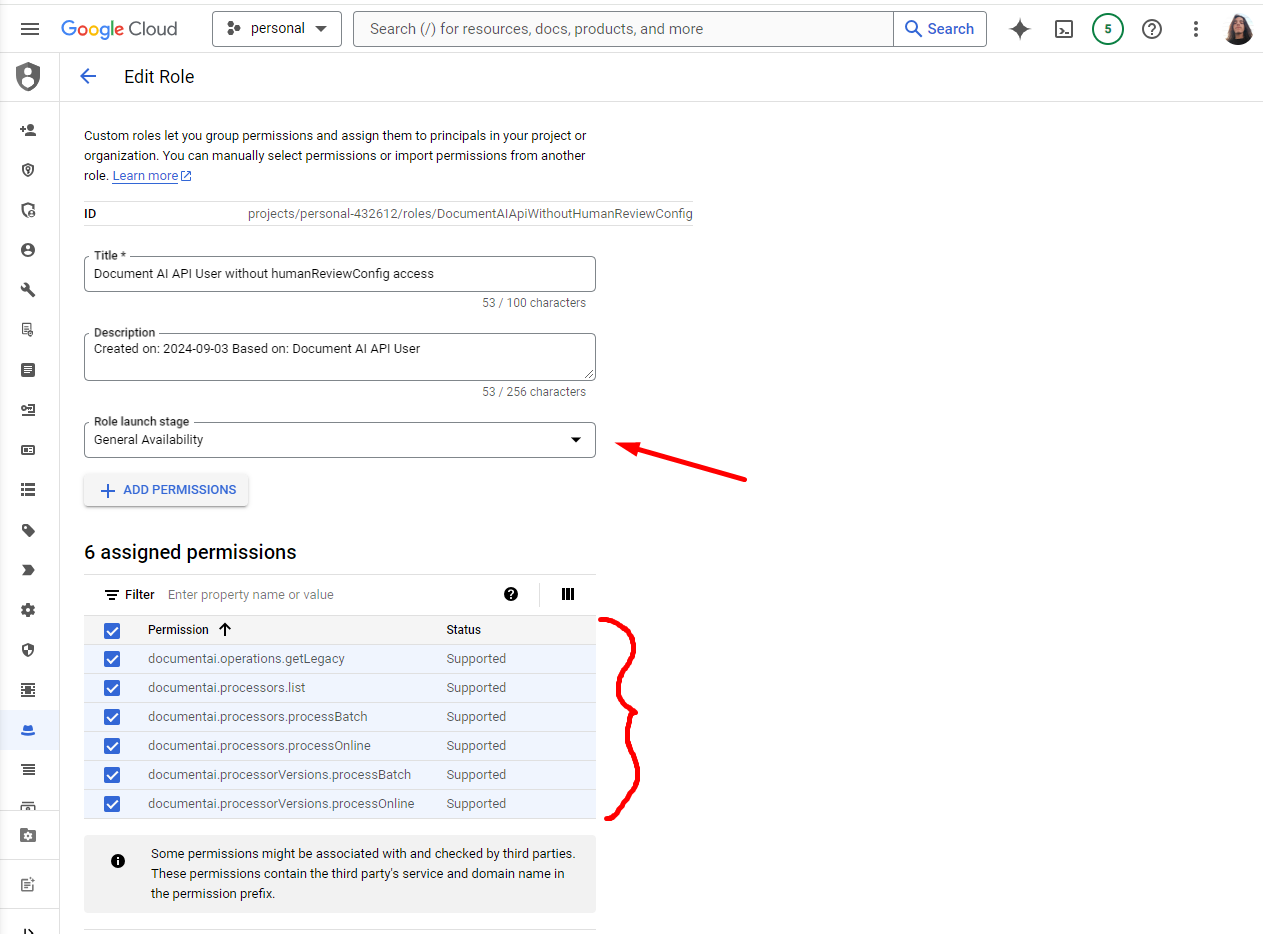 Google Cloud
personal
Search (/) for resources, docs, products, and more
Search
5
Edit Role
Custom roles let you group permissions and assign them to principals in your project or
organization. You can manually select permissions or import permissions from another
role. Learn more
ID projects/personal-432612/roles/DocumentAIApiWithoutHumanReviewConfig
Title *
Document AI API User without humanReviewConfig access
53 / 100 characters
Description
Created on: 2024-09-03 Based on: Document AI API User
53 / 256 characters
Role launch stage
General Availability
ADD PERMISSIONS
6 assigned permissions
Filter Enter property name or value
Permission Status
documentai.operations.getLegacy Supported
documentai.processors.list Supported
documentai.processors.processBatch Supported
documentai.processors.processOnline Supported
documentai.processorVersions.processBatch Supported
documentai.processorVersions.processOnline Supported
Some permissions might be associated with and checked by third parties.
These permissions contain the third party's service and domain name in
the permission prefix.